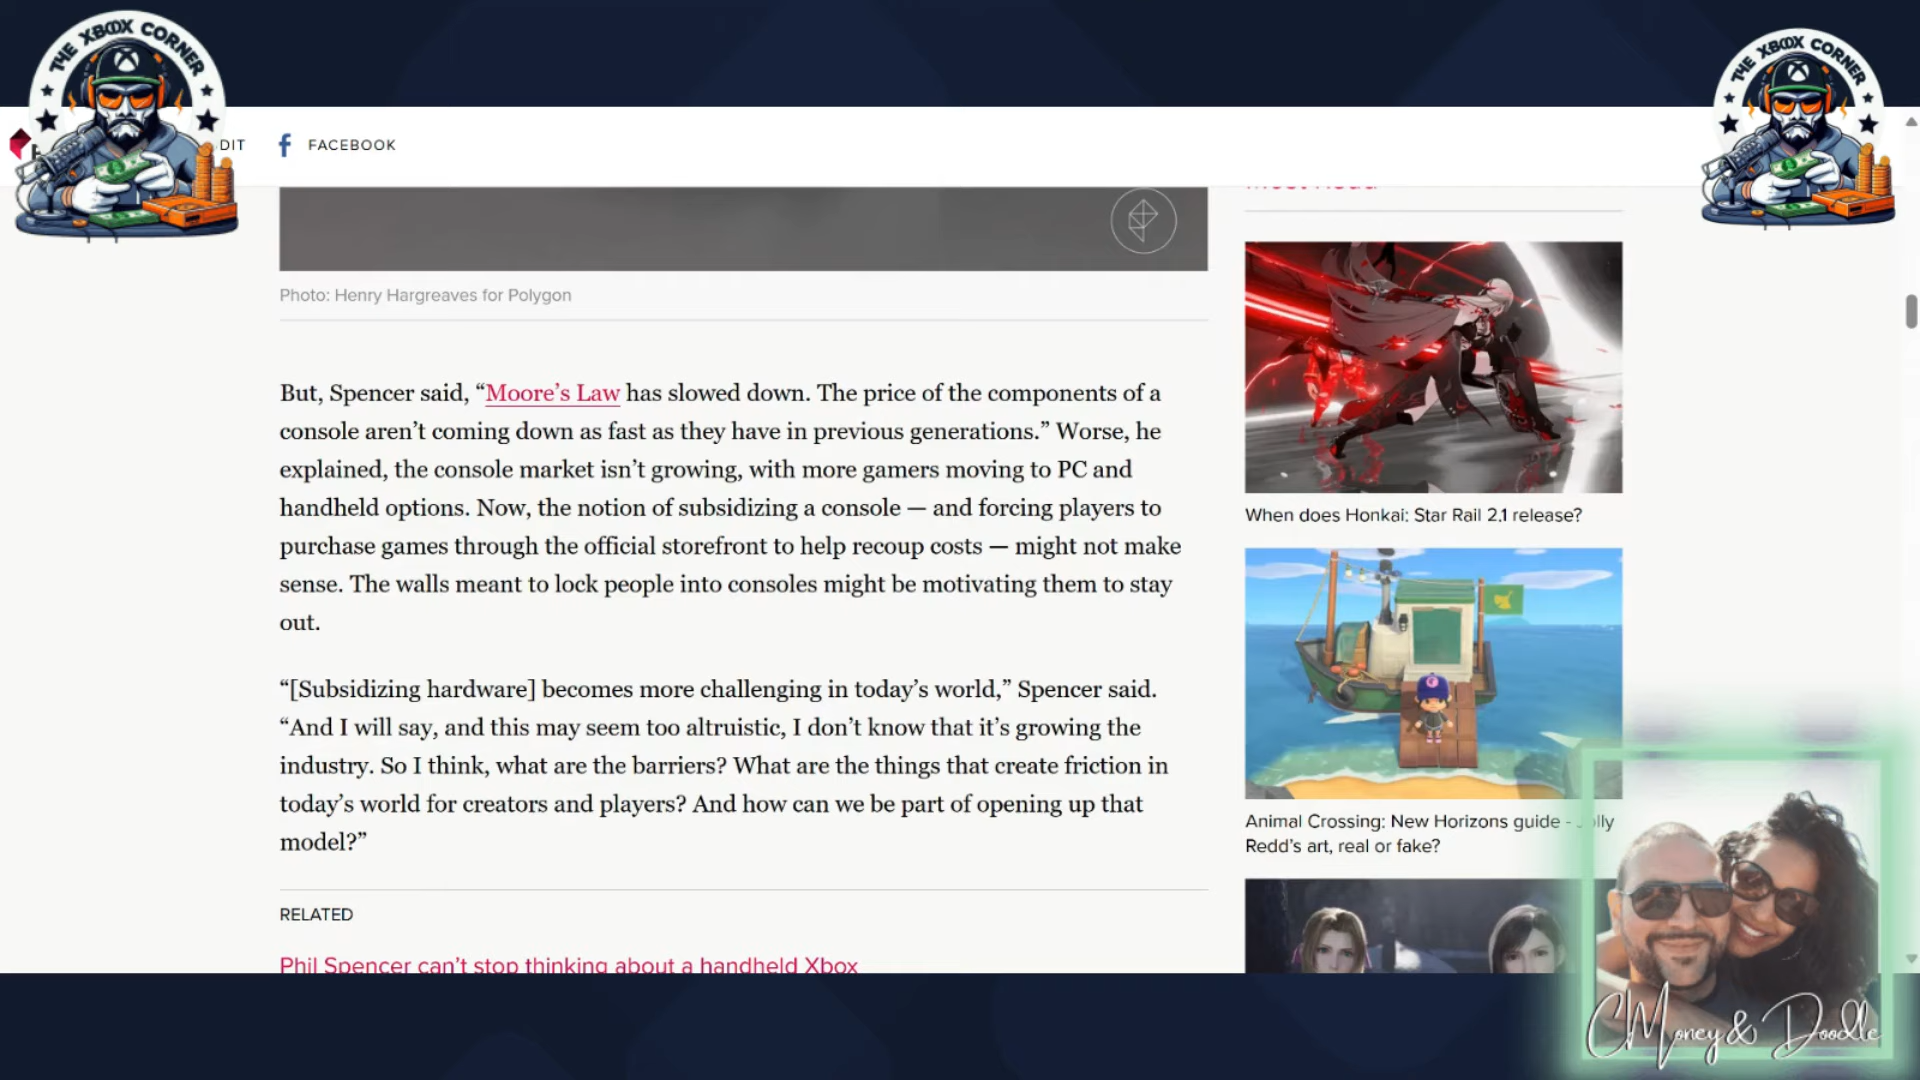 THE XBOX CORNER
THE XBOX CORNER
DIT
FACEBOOK
Most Read
Photo: Henry Hargreaves for Polygon
But, Spencer said, “Moore’s Law has slowed down. The price of the components of a
console aren’t coming down as fast as they have in previous generations.” Worse, he
explained, the console market isn’t growing, with more gamers moving to PC and
handheld options. Now, the notion of subsidizing a console — and forcing players to
purchase games through the official storefront to help recoup costs — might not make
sense. The walls meant to lock people into consoles might be motivating them to stay
out.
“[Subsidizing hardware] becomes more challenging in today’s world,” Spencer said.
“And I will say, and this may seem too altruistic, I don’t know that it’s growing the
industry. So I think, what are the barriers? What are the things that create friction in
today’s world for creators and players? And how can we be part of opening up that
model?”
RELATED
Phil Spencer can’t stop thinking about a handheld Xbox
When does Honkai: Star Rail 2.1 release?
Animal Crossing: New Horizons guide - Jolly
Redd’s art, real or fake?
CMoney & Doodle